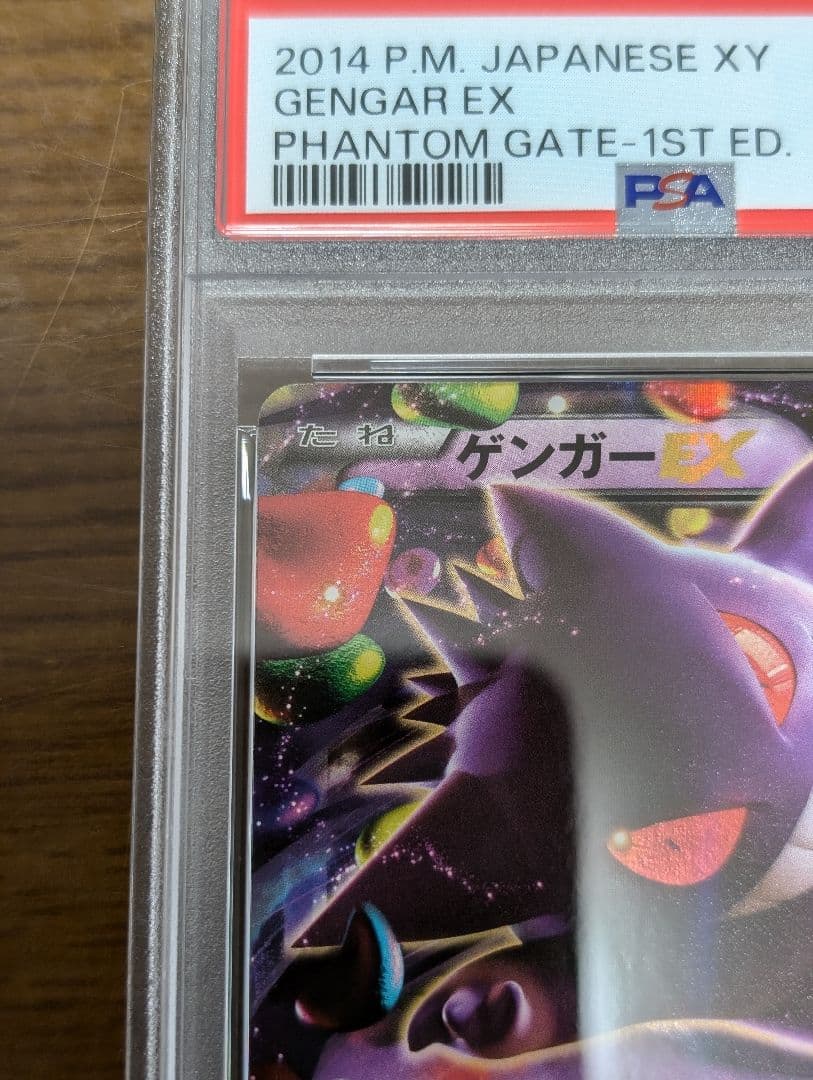 2014 P.M. JAPANESE XY
GENGAR EX
PHANTOM GATE-1ST ED.
PSA
たね ゲンガーEX